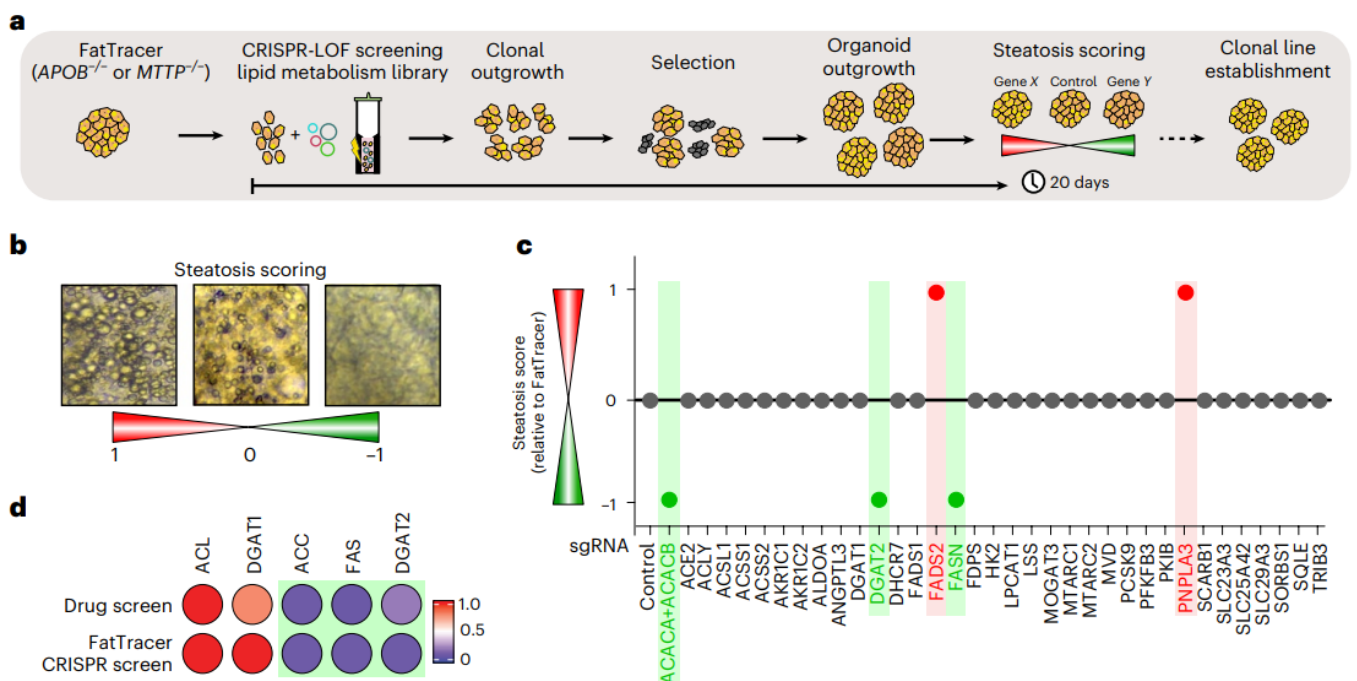 a
FatTracer
(APOB–/– or MTTP–/–)
CRISPR-LOF screening
lipid metabolism library
Clonal
outgrowth
Selection
Organoid
outgrowth
Steatosis scoring
Gene X Control Gene Y
Clonal line
establishment
+
20 days
b
Steatosis scoring
1 0 –1
c
Steatosis score
(relative to FatTracer)
1
0
–1
sgRNA
Control
ACACA+ACACB
ACE2
ACLY
ACSL1
ACSS1
ACSS2
AKR1C1
AKR1C2
ALDOA
ANGPTL3
DGAT1
DGAT2
DHCR7
FADS1
FADS2
FASN
FDPS
HK2
LPCAT1
LSS
MOGAT3
MTARC1
MTARC2
MVD
PCSK9
PFKFB3
PKIB
PNPLA3
SCARB1
SLC23A3
SLC25A42
SLC29A3
SORBS1
SQLE
TRIB3
d
ACL
DGAT1
ACC
FAS
DGAT2
Drug screen
FatTracer
CRISPR screen
1.0
0.5
0